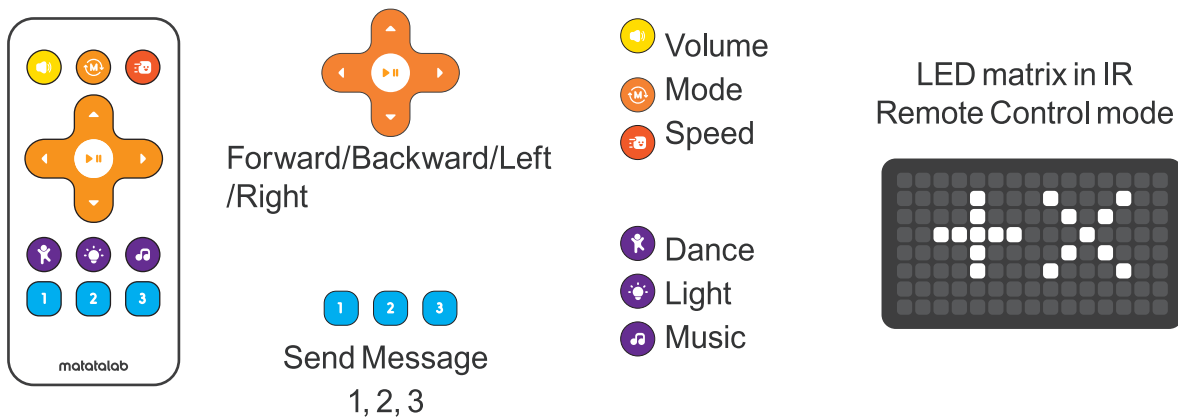 M
1 2 3
matatalab
Forward/Backward/Left
/Right
1 2 3
Send Message
1, 2, 3
Volume
M
Mode
Speed
Dance
Light
Music
LED matrix in IR
Remote Control mode